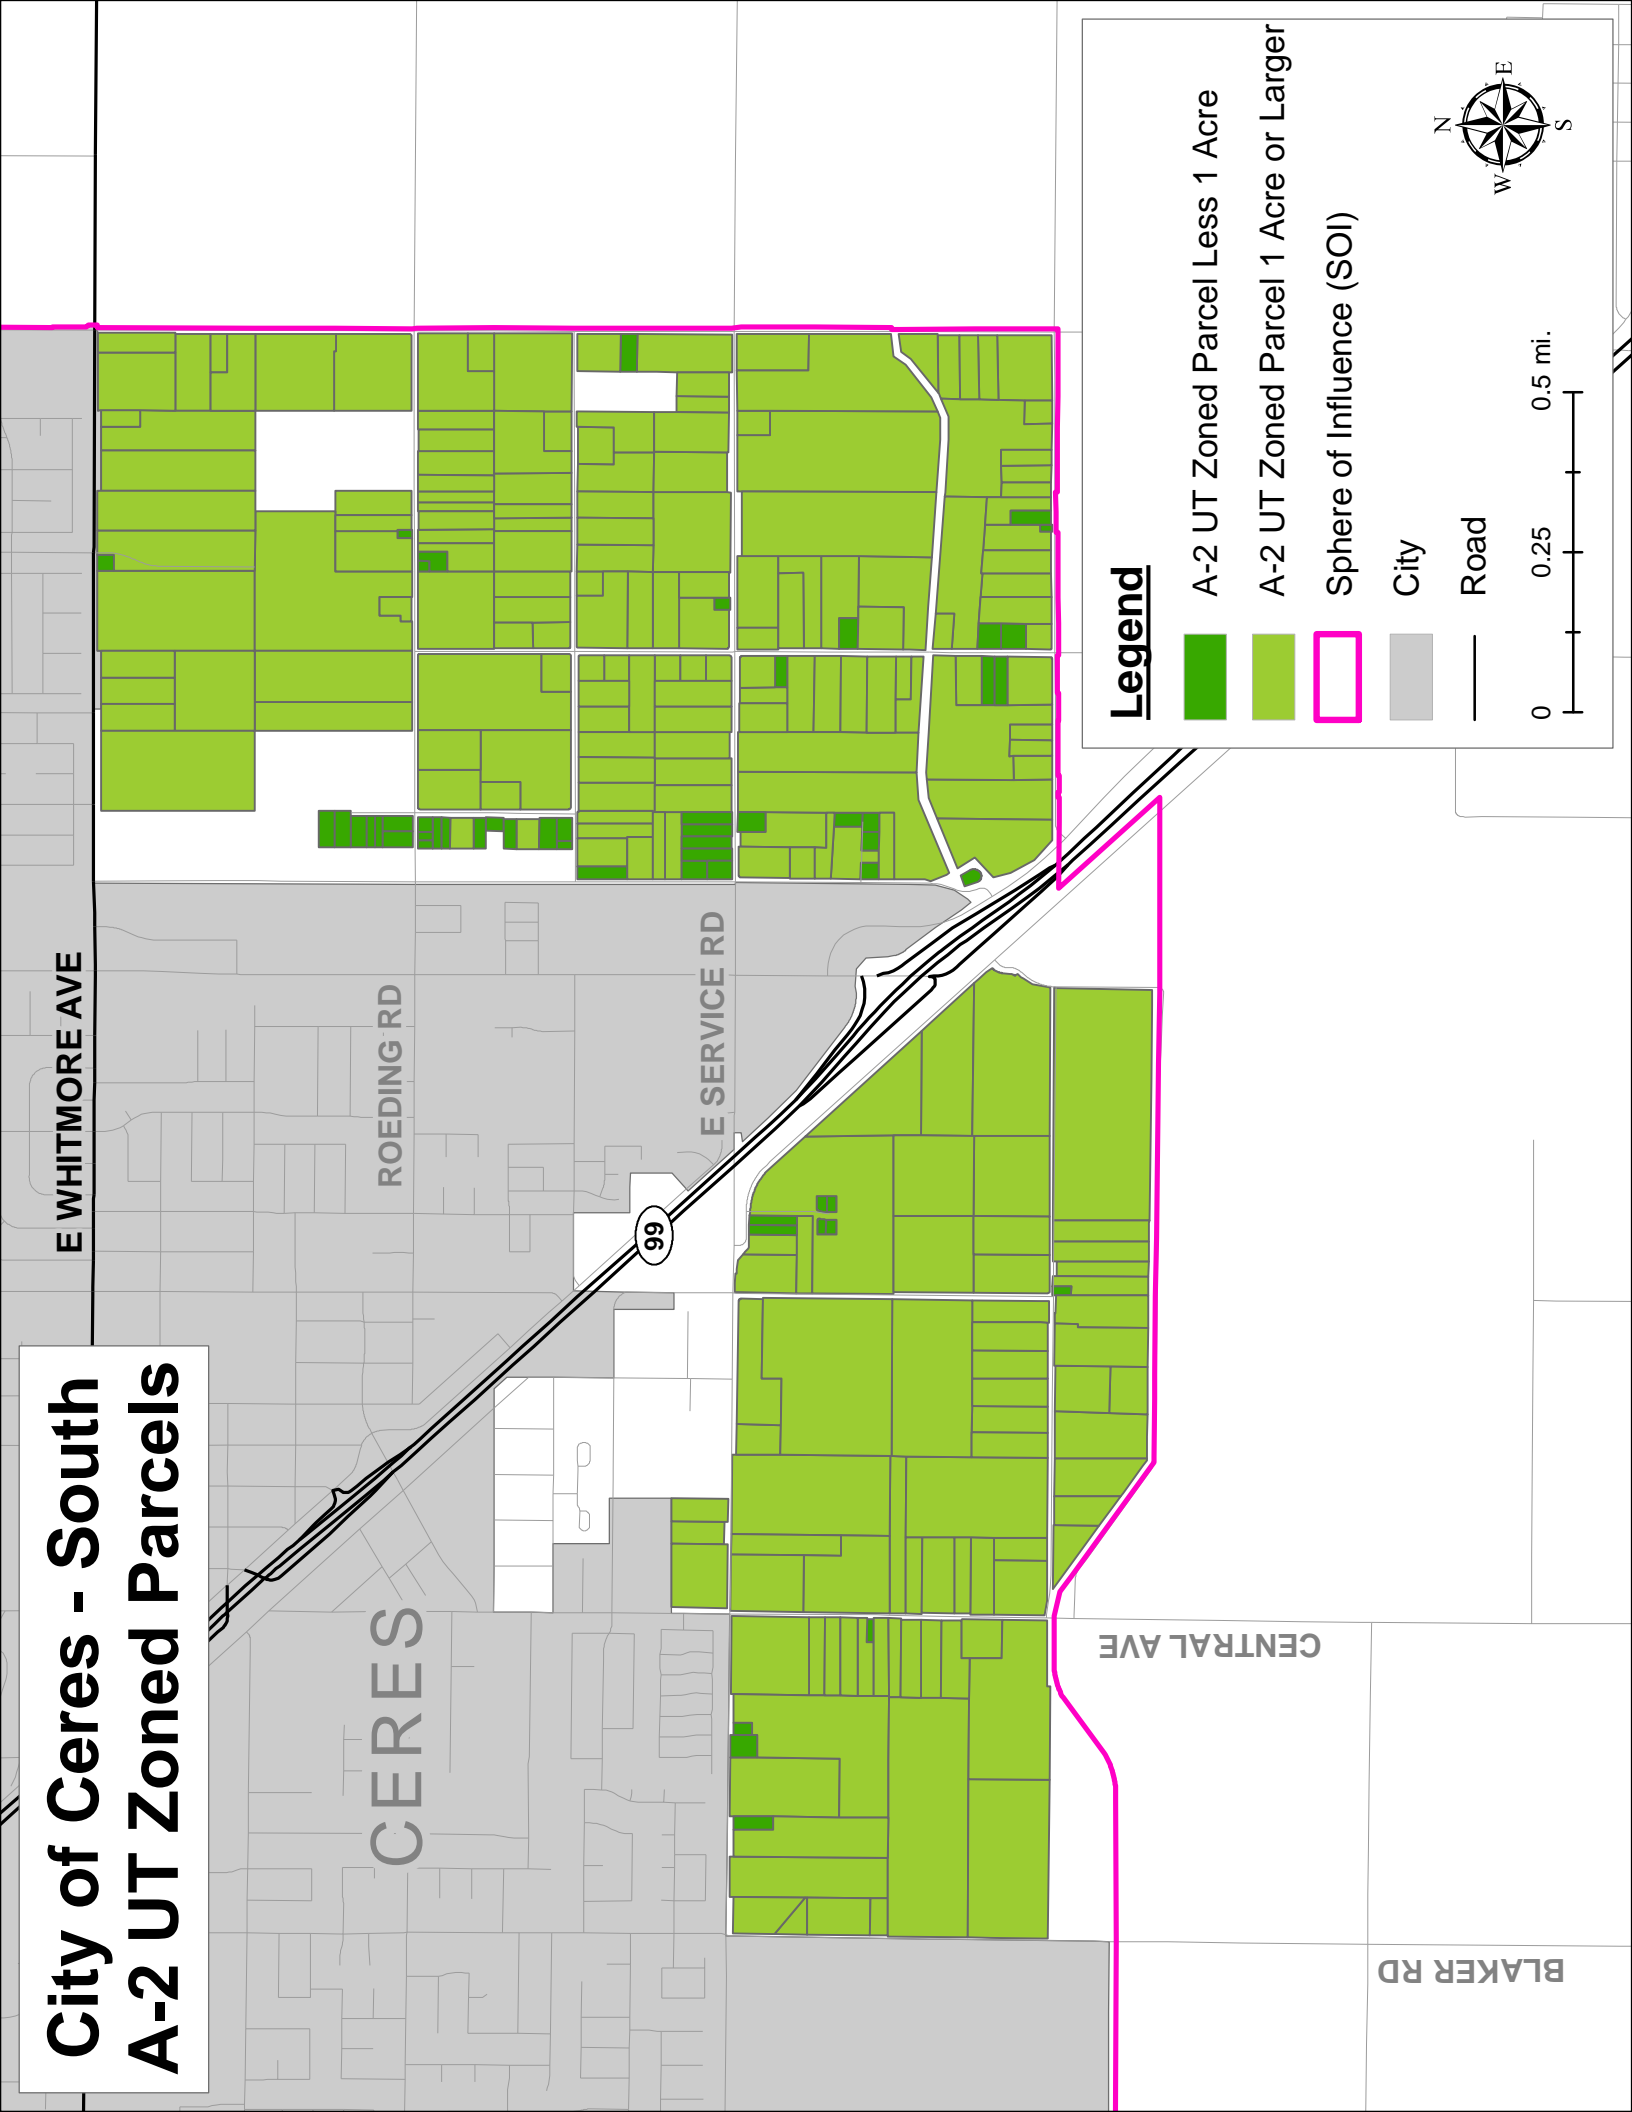 City of Ceres - South
A-2 UT Zoned Parcels
E WHITMORE AVE
ROEDING RD
E SERVICE RD
99
CERES
CENTRAL AVE
BLAKER RD
Legend
A-2 UT Zoned Parcel Less 1 Acre
A-2 UT Zoned Parcel 1 Acre or Larger
Sphere of Influence (SOI)
City
Road
0 0.25 0.5 mi.
N
W E
S